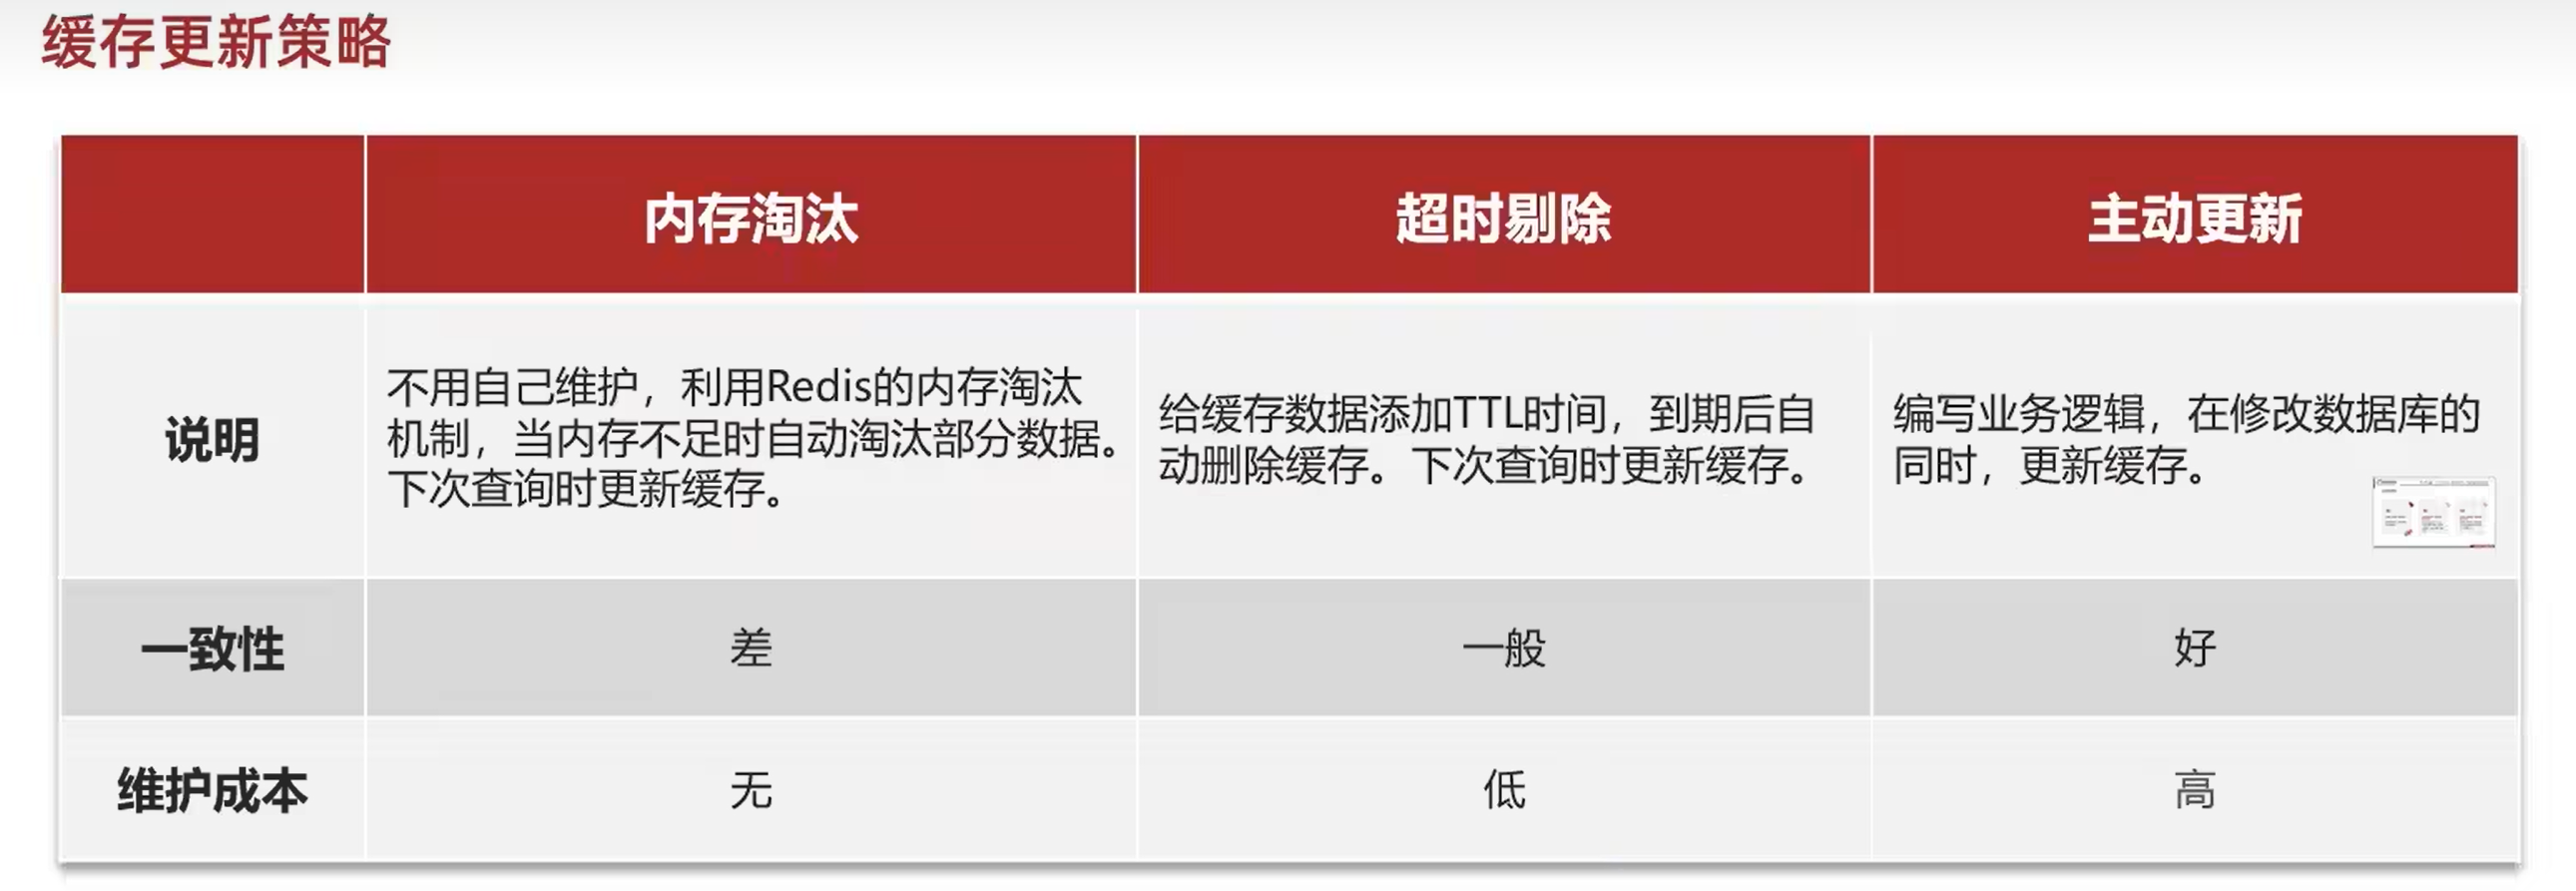 缓存更新策略
内存淘汰
超时剔除
主动更新
说明
不用自己维护，利用Redis的内存淘汰
机制，当内存不足时自动淘汰部分数据。
下次查询时更新缓存。
给缓存数据添加TTL时间，到期后自
动删除缓存。下次查询时更新缓存。
编写业务逻辑，在修改数据库的
同时，更新缓存。
一致性
差
一般
好
维护成本
无
低
高